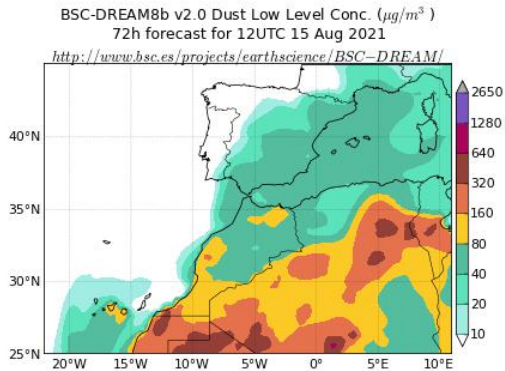 BSC-DREAM8b v2.0 Dust Low Level Conc. (μg/m³ )
72h forecast for 12UTC 15 Aug 2021
http://www.bsc.es/projects/earthscience/BSC−DREAM/
2650
1280
40°N
640
320
35°N
160
80
30°N
40
20
10
25°N
20°W 15°W 10°W 5°W 0° 5°E 10°E